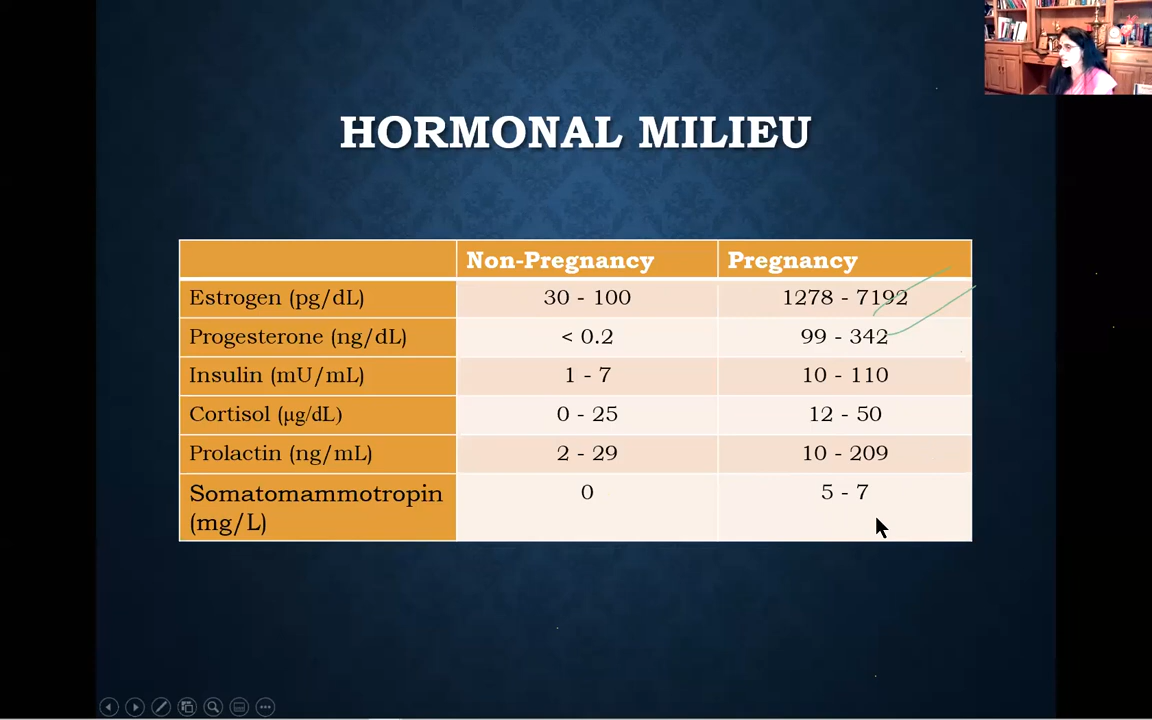 HORMONAL MILIEU
Non-Pregnancy Pregnancy
Estrogen (pg/dL) 30 - 100 1278 - 7192
Progesterone (ng/dL) < 0.2 99 - 342
Insulin (mU/mL) 1 - 7 10 - 110
Cortisol (µg/dL) 0 - 25 12 - 50
Prolactin (ng/mL) 2 - 29 10 - 209
Somatomammotropin 0 5 - 7
(mg/L)